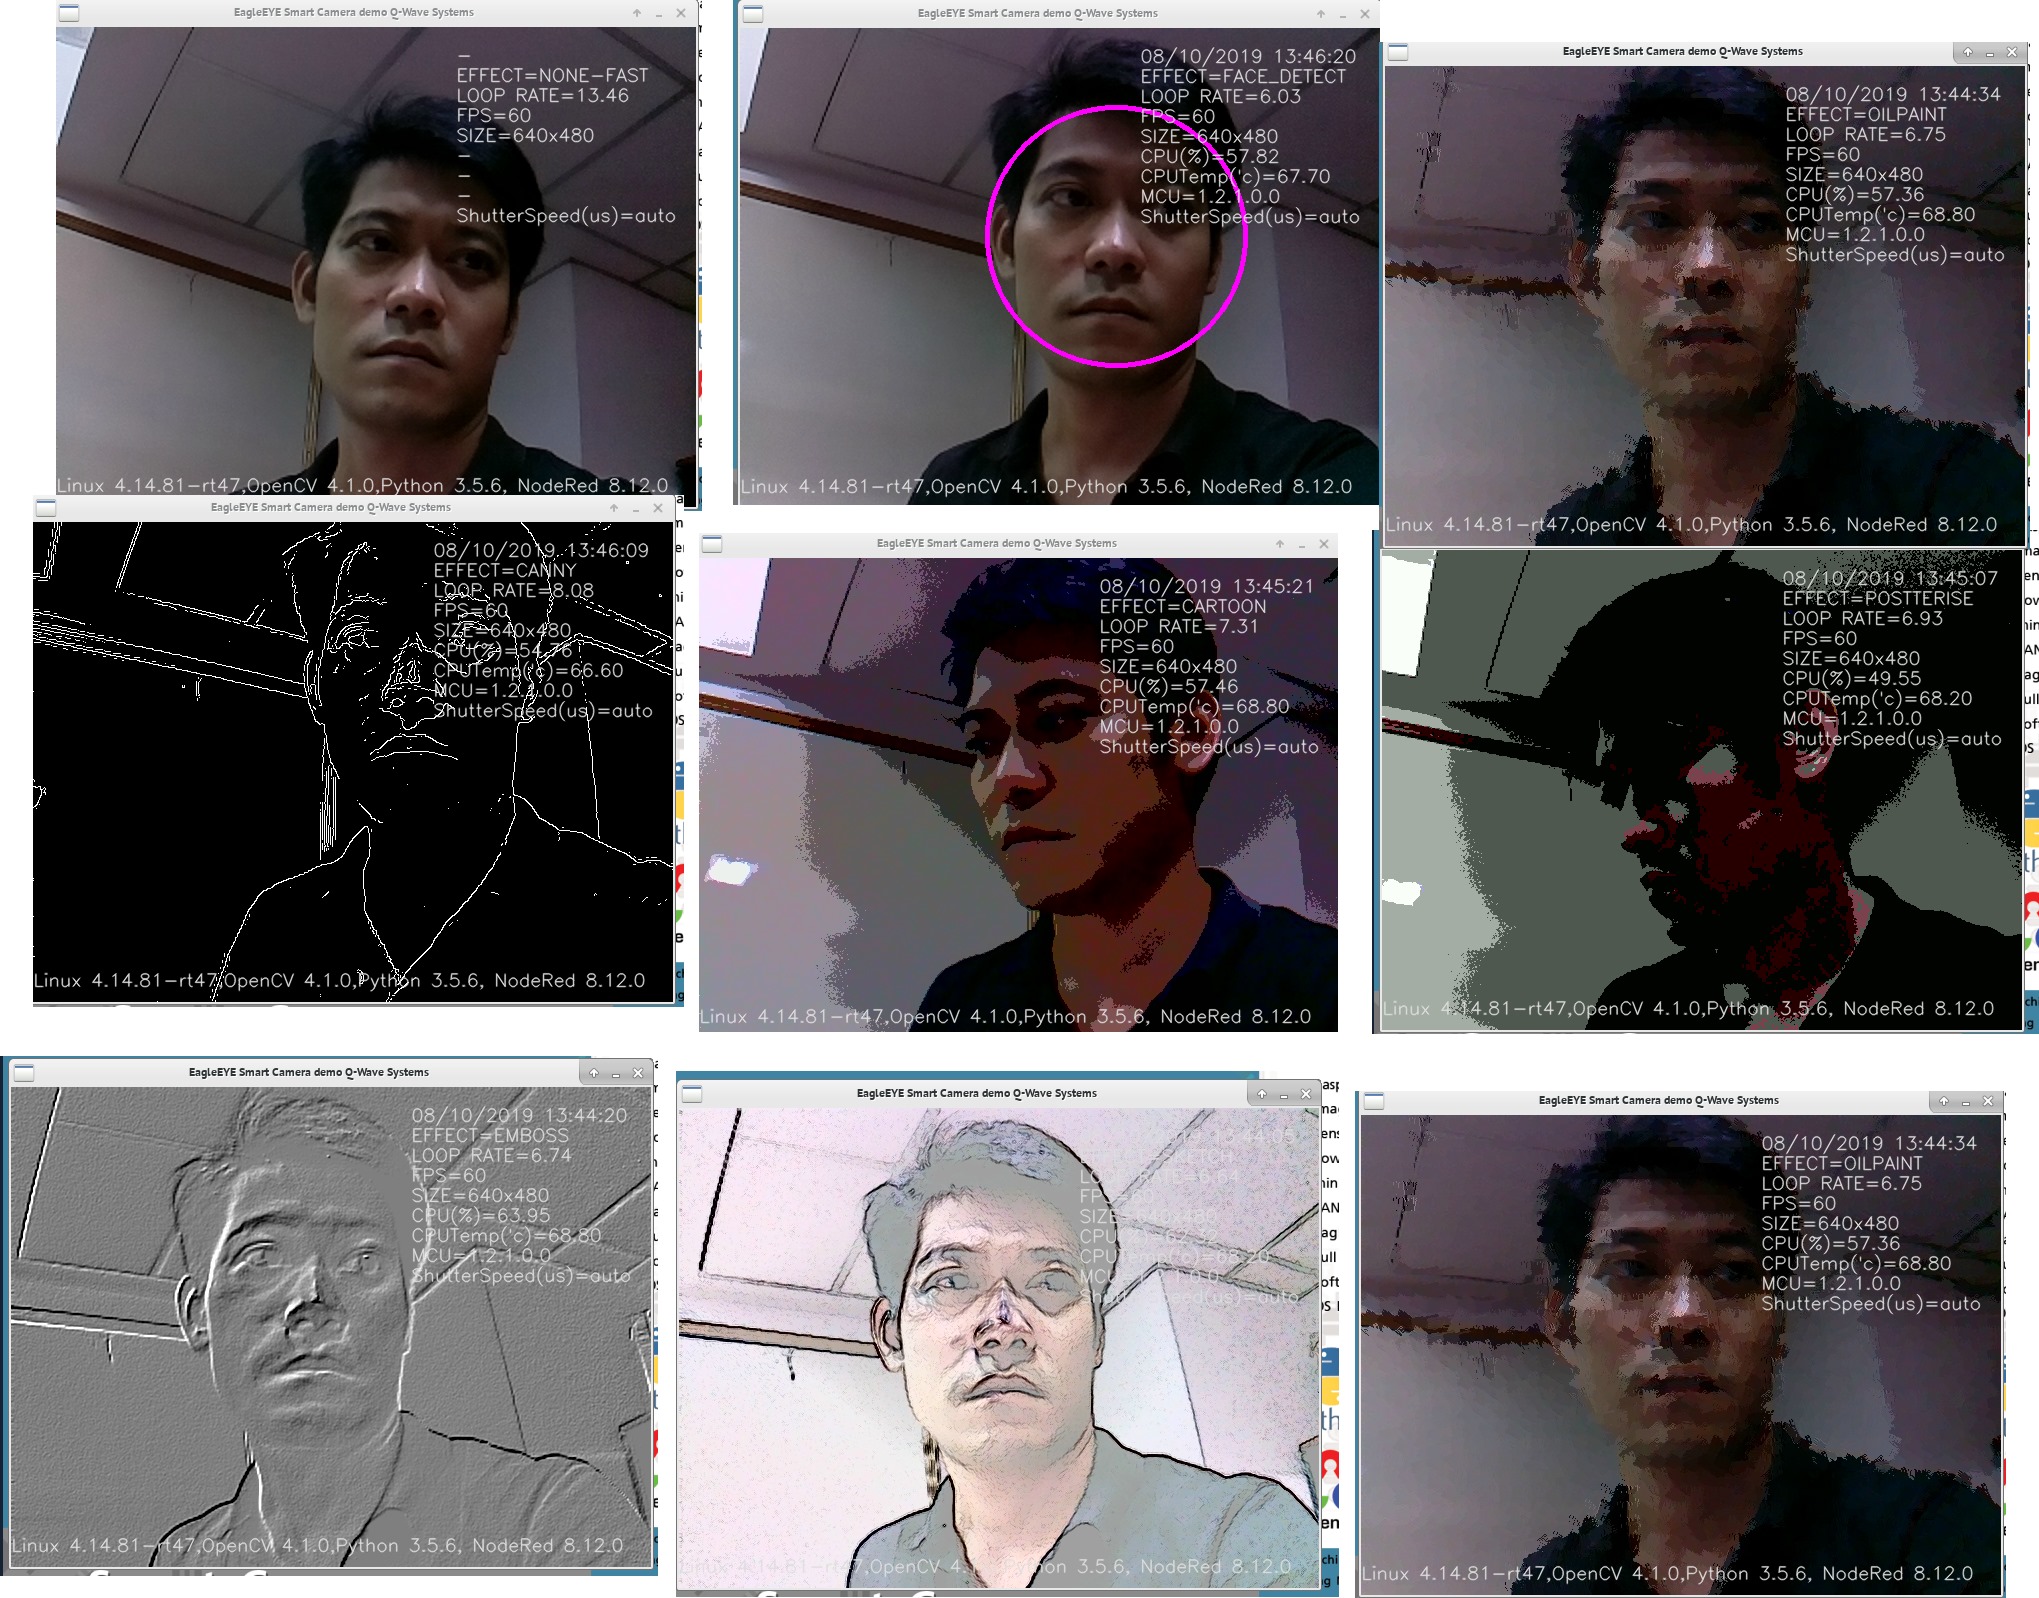 EagleEYE Smart Camera demo Q-Wave Systems
EFFECT=NONE-FAST
LOOP RATE=13.46
FPS=60
SIZE=640x480
ShutterSpeed(us)=auto
Linux 4.14.81-rt47,OpenCV 4.1.0,Python 3.5.6, NodeRed 8.12.0
EagleEYE Smart Camera demo Q-Wave Systems
08/10/2019 13:46:20
EFFECT=FACE_DETECT
LOOP RATE=6.03
FPS=60
SIZE=640x480
CPU(%)=57.82
CPUTemp('c)=67.70
MCU=1.2.1.0.0
ShutterSpeed(us)=auto
Linux 4.14.81-rt47,OpenCV 4.1.0,Python 3.5.6, NodeRed 8.12.0
EagleEYE Smart Camera demo Q-Wave Systems
08/10/2019 13:44:34
EFFECT=OILPAINT
LOOP RATE=6.75
FPS=60
SIZE=640x480
CPU(%)=57.36
CPUTemp('c)=68.80
MCU=1.2.1.0.0
ShutterSpeed(us)=auto
Linux 4.14.81-rt47,OpenCV 4.1.0,Python 3.5.6, NodeRed 8.12.0
EagleEYE Smart Camera demo Q-Wave Systems
08/10/2019 13:46:09
EFFECT=CANNY
LOOP RATE=8.08
FPS=60
SIZE=640x480
CPU(%)=54.76
CPUTemp('c)=66.60
MCU=1.2.1.0.0
ShutterSpeed(us)=auto
Linux 4.14.81-rt47,OpenCV 4.1.0,Python 3.5.6, NodeRed 8.12.0
EagleEYE Smart Camera demo Q-Wave Systems
08/10/2019 13:45:21
EFFECT=CARTOON
LOOP RATE=7.31
FPS=60
SIZE=640x480
CPU(%)=57.46
CPUTemp('c)=68.80
MCU=1.2.1.0.0
ShutterSpeed(us)=auto
Linux 4.14.81-rt47,OpenCV 4.1.0,Python 3.5.6, NodeRed 8.12.0
08/10/2019 13:45:07
EFFECT=POSTTERISE
LOOP RATE=6.93
FPS=60
SIZE=640x480
CPU(%)=49.55
CPUTemp('c)=68.20
MCU=1.2.1.0.0
ShutterSpeed(us)=auto
Linux 4.14.81-rt47,OpenCV 4.1.0,Python 3.5.6, NodeRed 8.12.0
EagleEYE Smart Camera demo Q-Wave Systems
08/10/2019 13:44:20
EFFECT=EMBOSS
LOOP RATE=6.74
FPS=60
SIZE=640x480
CPU(%)=63.95
CPUTemp('c)=68.80
MCU=1.2.1.0.0
ShutterSpeed(us)=auto
Linux 4.14.81-rt47,OpenCV 4.1.0,Python 3.5.6, NodeRed 8.12.0
EagleEYE Smart Camera demo Q-Wave Systems
ShutterSpeed(us)=auto
NodeRed 8.12.0
EagleEYE Smart Camera demo Q-Wave Systems
08/10/2019 13:44:34
EFFECT=OILPAINT
LOOP RATE=6.75
FPS=60
SIZE=640x480
CPU(%)=57.36
CPUTemp('c)=68.80
MCU=1.2.1.0.0
ShutterSpeed(us)=auto
Linux 4.14.81-rt47,OpenCV 4.1.0,Python 3.5.6, NodeRed 8.12.0